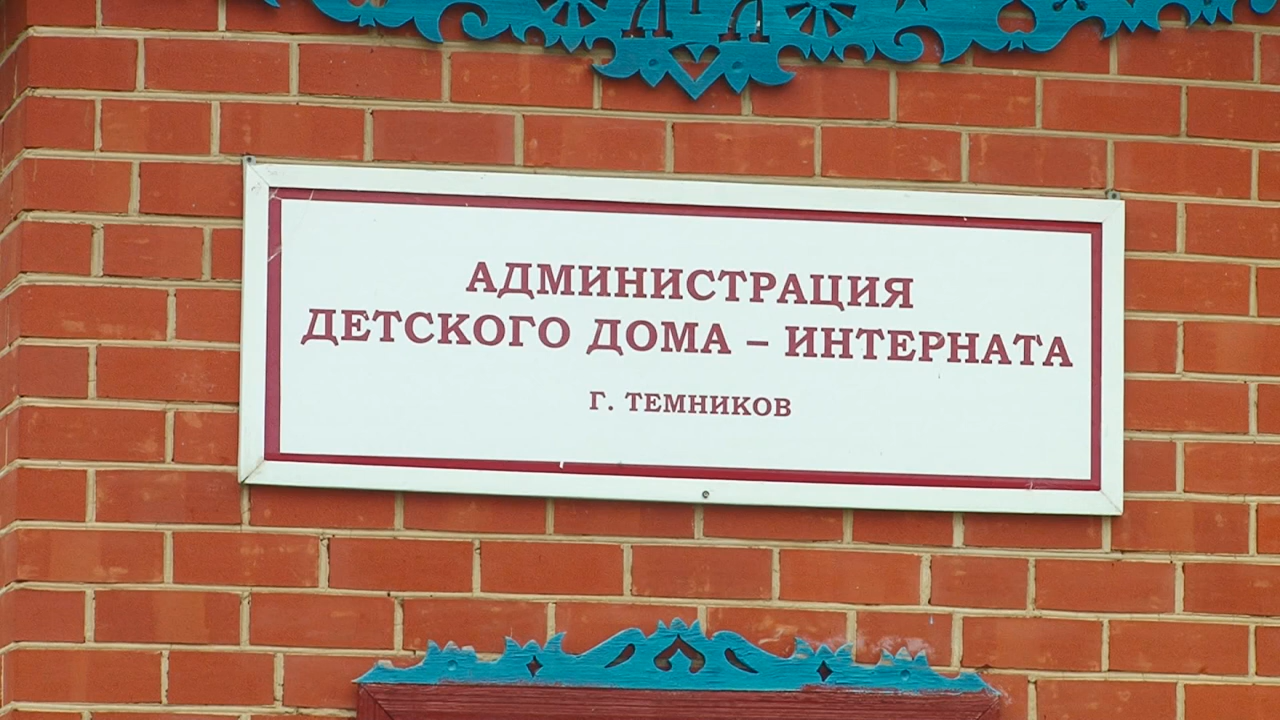 АДМИНИСТРАЦИЯ
ДЕТСКОГО ДОМА – ИНТЕРНАТА
Г. ТЕМНИКОВ